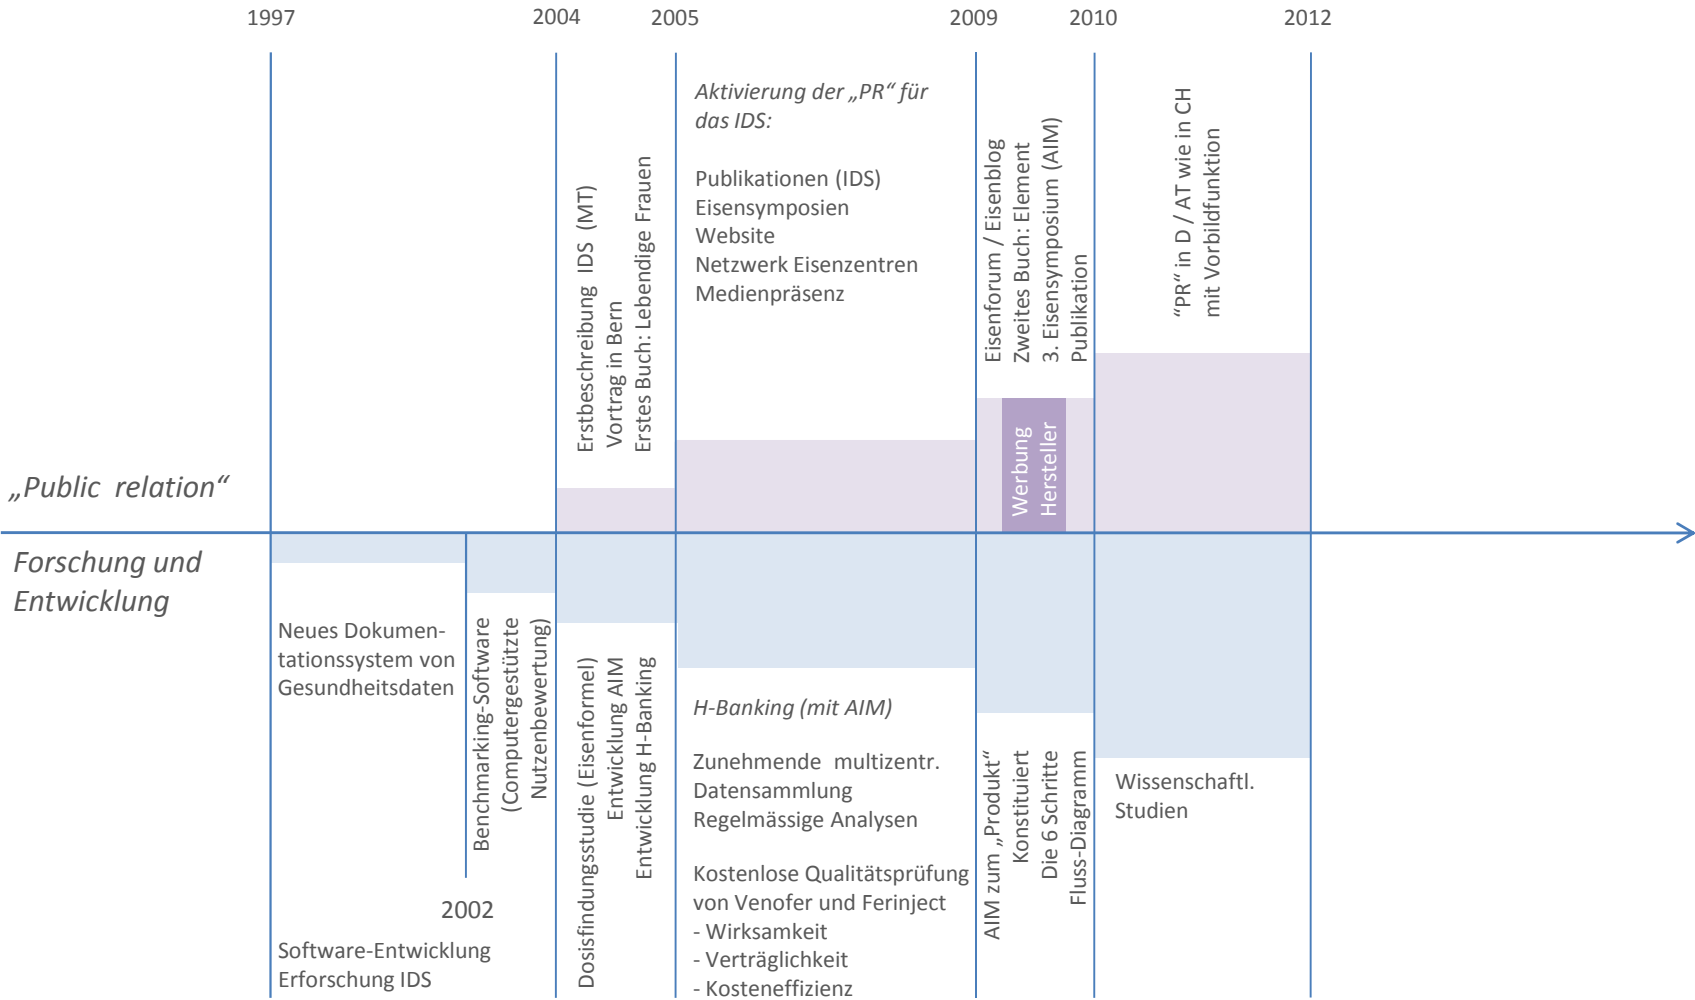 1997
2004
2005
2009
2010
2012
„Public relation“
Erstbeschreibung IDS (MT)
Vortrag in Bern
Erstes Buch: Lebendige Frauen
Aktivierung der „PR“ für
das IDS:
Publikationen (IDS)
Eisensymposien
Website
Netzwerk Eisenzentren
Medienpräsenz
Eisenforum / Eisenblog
Zweites Buch: Element
3. Eisensymposium (AIM)
Publikation
Werbung
Hersteller
“PR“ in D / AT wie in CH
mit Vorbildfunktion
Forschung und
Entwicklung
Neues Dokumen-
tationssystem von
Gesundheitsdaten
2002
Software-Entwicklung
Erforschung IDS
Benchmarking-Software
(Computergestützte
Nutzenbewertung)
Dosisfindungsstudie (Eisenformel)
Entwicklung AIM
Entwicklung H-Banking
H-Banking (mit AIM)
Zunehmende multizentr.
Datensammlung
Regelmässige Analysen
Kostenlose Qualitätsprüfung
von Venofer und Ferinject
- Wirksamkeit
- Verträglichkeit
- Kosteneffizienz
AIM zum „Produkt“
Konstituiert
Die 6 Schritte
Fluss-Diagramm
Wissenschaftl.
Studien